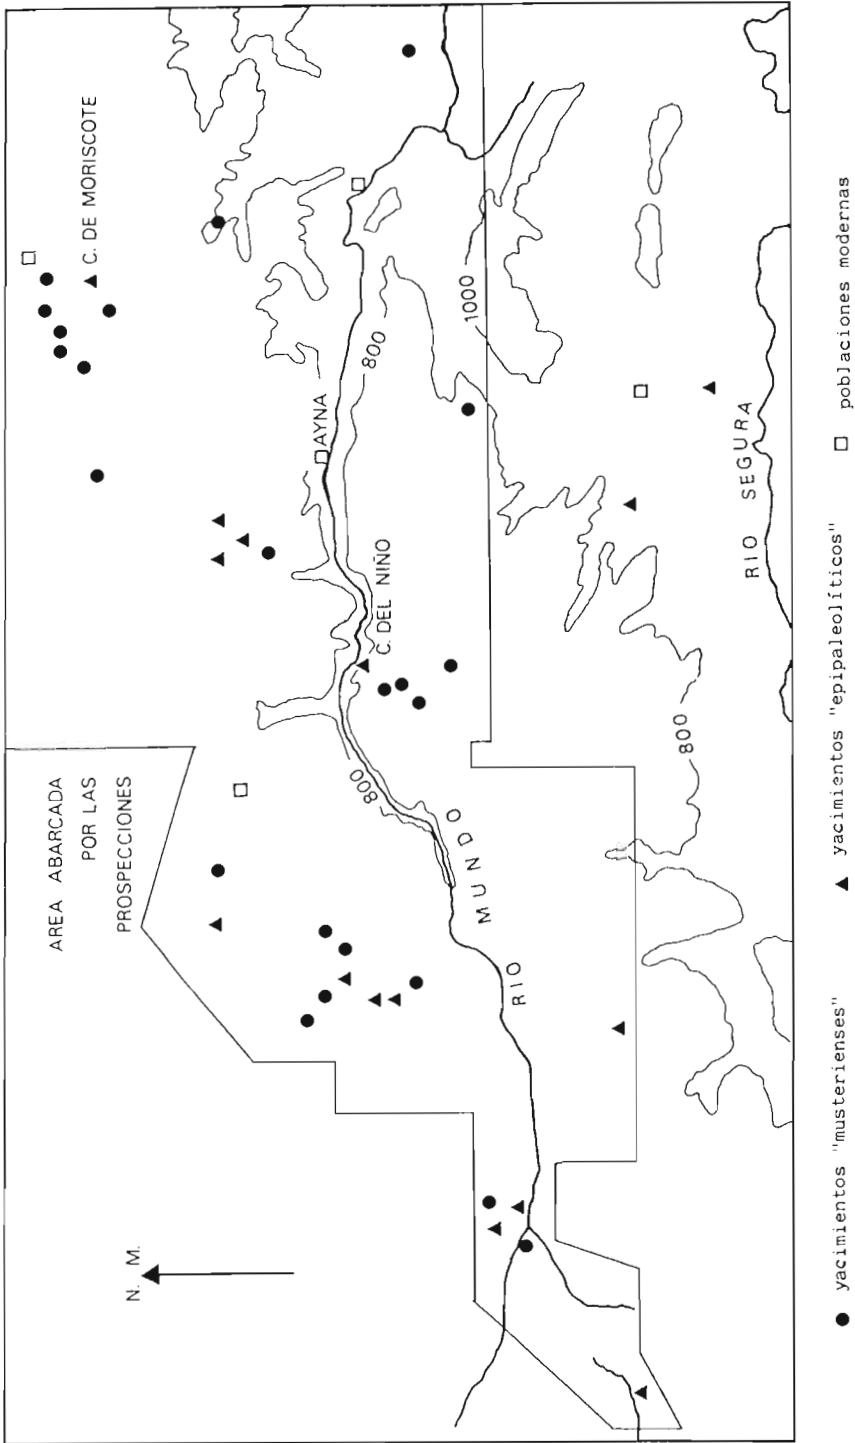 N. M.
AREA ABARCADA
POR LAS
PROSPECCIONES
C. DE MORISCOTE
AYNA
800
C. DEL NIÑO
800
1000
RIO MUNDO
800
RIO SEGURA
yacimientos "musterienses"
yacimientos "epipaleolíticos"
poblaciones modernas